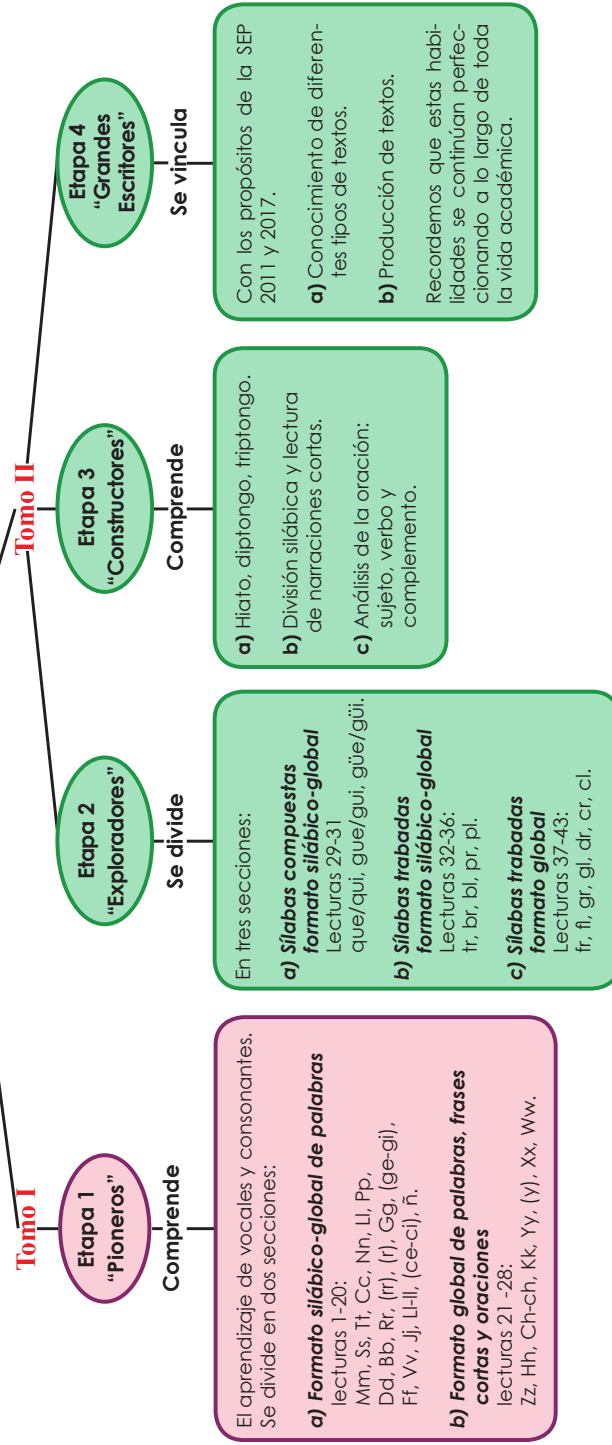 Tomo I
Etapa 1
“Pioneros”
Comprende
El aprendizaje de vocales y consonantes.
Se divide en dos secciones:
a) Formato silábico-global de palabras
lecturas 1-20:
Mm, Ss, Tt, Cc, Nn, Ll, Pp,
Dd, Bb, Rr, (rr), (r), Gg, (ge-gi),
Ff, Vv, Jj, Ll-ll, (ce-ci), ñ.
b) Formato global de palabras, frases
cortas y oraciones
lecturas 21 -28:
Zz, Hh, Ch-ch, Kk, Yy, (y), Xx, Ww.
Tomo II
Etapa 2
“Exploradores”
Se divide
En tres secciones:
a) Sílabas compuestas
formato silábico-global
Lecturas 29-31
que/qui, gue/gui, güe/güi.
b) Sílabas trabadas
formato silábico-global
Lecturas 32-36:
tr, br, bl, pr, pl.
c) Sílabas trabadas
formato global
Lecturas 37-43:
fr, fl, gr, gl, dr, cr, cl.
Etapa 3
“Constructores”
Comprende
a) Hiato, diptongo, triptongo.
b) División silábica y lectura
de narraciones cortas.
c) Análisis de la oración:
sujeto, verbo y
complemento.
Etapa 4
“Grandes
Escritores”
Se vincula
Con los propósitos de la SEP
2011 y 2017.
a) Conocimiento de diferen-
tes tipos de textos.
b) Producción de textos.
Recordemos que estas habi-
lidades se continúan perfec-
cionando a lo largo de toda
la vida académica.